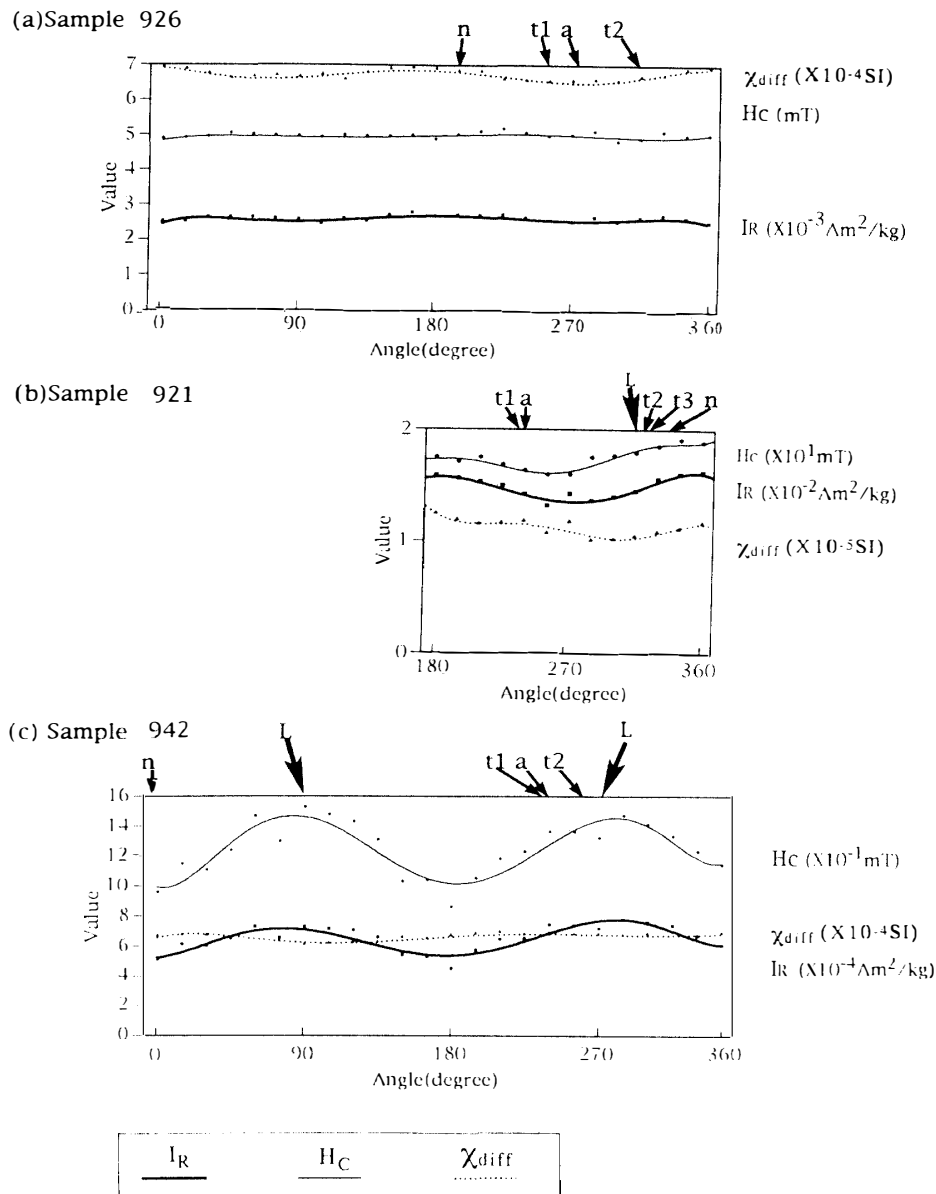 (a)Sample 926
n t1 a t2
7
6
5
4
3
2
1
0
Value
0 90 180 270 360
Angle(degree)
χdiff (X10-4SI)
HC (mT)
IR (X10-3Am2/kg)
(b)Sample 921
t1 a L t2 t3 n
2
1
0
Value
180 270 360
Angle(degree)
HC (X101mT)
IR (X10-2Am2/kg)
χdiff (X10-5SI)
(c) Sample 942
n L t1 a t2 L
16
14
12
10
8
6
4
2
0
Value
0 90 180 270 360
Angle(degree)
HC (X10-1mT)
χdiff (X10-4SI)
IR (X10-4Am2/kg)
IR HC χdiff